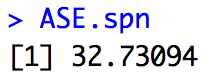 > ASE.spn
[1] 32.73094